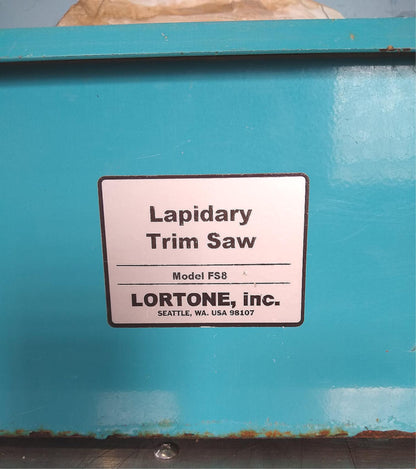 Lapidary
Trim Saw
Model FS8
LORTONE, inc.
SEATTLE, WA. USA 98107